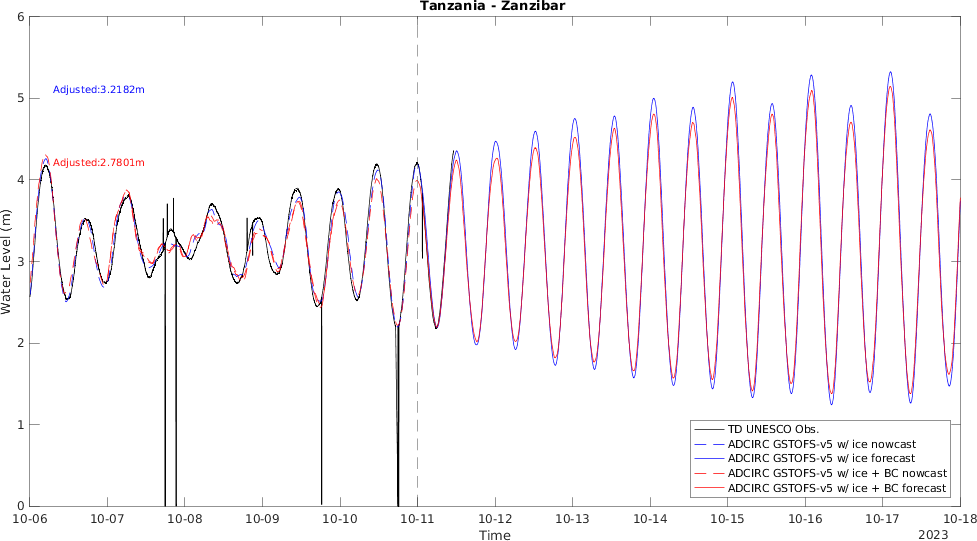 Tanzania - Zanzibar
6
5
4
3
2
1
0
Water Level (m)
Adjusted:3.2182m
Adjusted:2.7801m
TD UNESCO Obs.
ADCIRC GSTOFS-v5 w/ ice nowcast
ADCIRC GSTOFS-v5 w/ ice forecast
ADCIRC GSTOFS-v5 w/ ice + BC nowcast
ADCIRC GSTOFS-v5 w/ ice + BC forecast
10-06 10-07 10-08 10-09 10-10 10-11 10-12 10-13 10-14 10-15 10-16 10-17 10-18
Time
2023